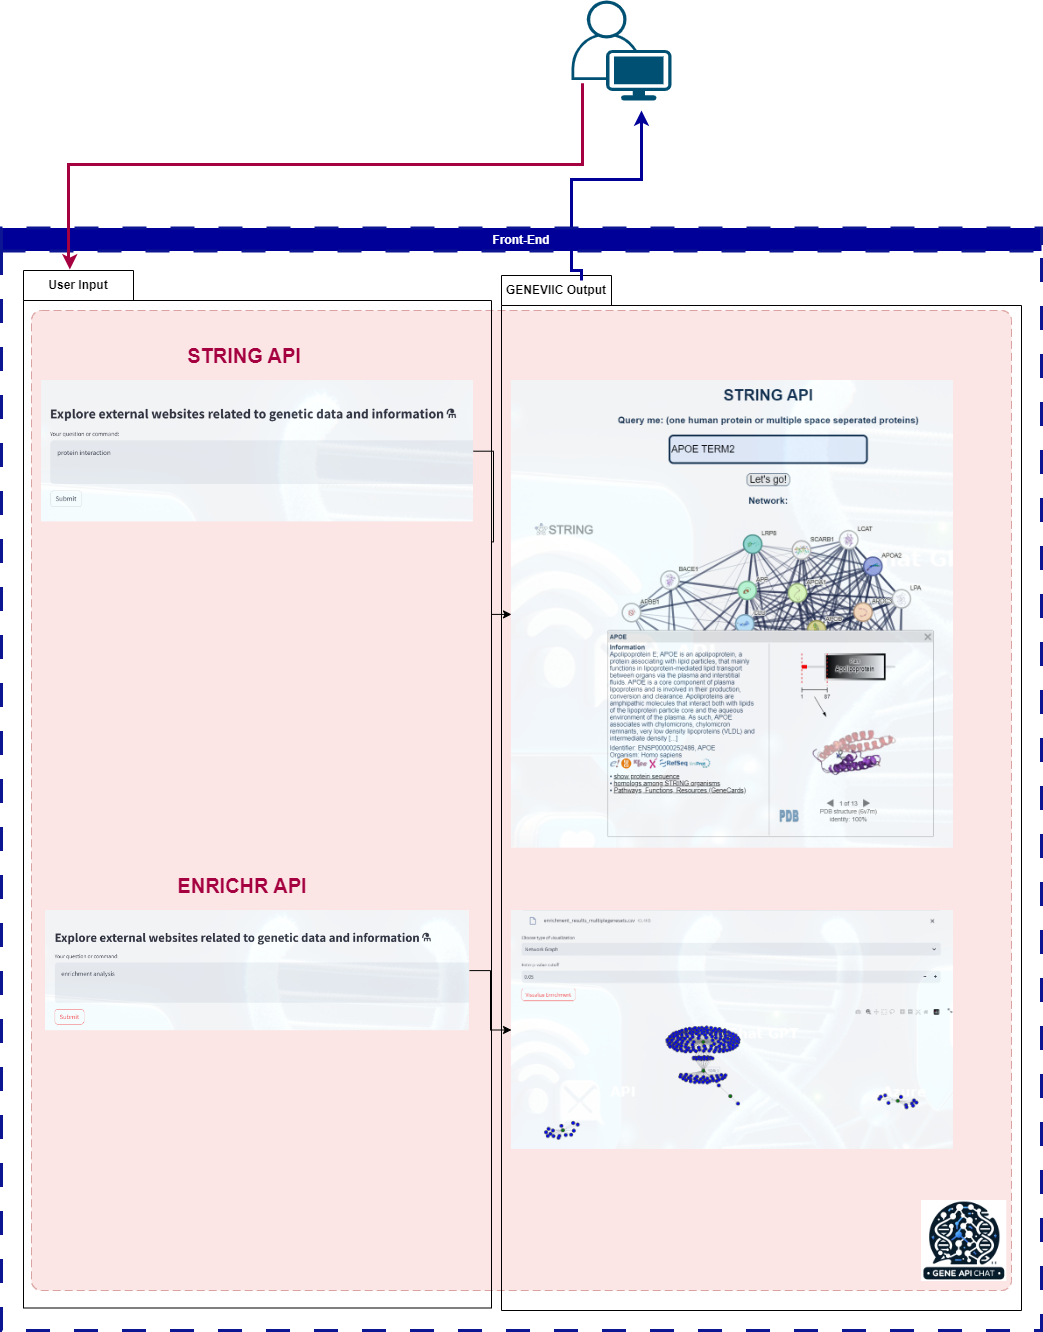 Front-End
User Input
GENEVIIC Output
STRING API
Explore external websites related to genetic data and information
Your question or command:
protein interaction
Submit
STRING API
Query me: (one human protein or multiple space seperated proteins)
APOE TERM2
Let's go!
Network:
STRING
LRP8
SCARB1
LCAT
APOA2
BACE1
LPA
APP
APOA1
APOE
Information
Apolipoprotein E; APOE is an apolipoprotein, a
protein associating with lipid particles, that mainly
functions in lipoprotein-mediated lipid transport
between organs via the plasma and interstitial
fluids. APOE is a core component of plasma
lipoproteins and is involved in their production,
conversion and clearance. Apoliproteins are
amphipathic molecules that interact both with lipids
of the lipoprotein particle core and the aqueous
environment of the plasma. As such, APOE
associates with chylomicrons, chylomicron
remnants, very low density lipoproteins (VLDL) and
intermediate density [...]
Identifier: ENSP00000252486, APOE
Organism: Homo sapiens
RefSeq
• show protein sequence
• homologs among STRING organisms
• Pathways, Functions, Resources (GeneCards)
Apolipoprotein
1 87
1 of 13
PDB
PDB structure (6v7m)
identity: 100%
ENRICHR API
Explore external websites related to genetic data and information
Your question or command
enrichment analysis
Submit
enrichment_results_multiplegenesets.csv
Choose type of visualization
Network Graph
0.05
Visualize Enrichment
hat GPT
API
• GENE API CHAT •